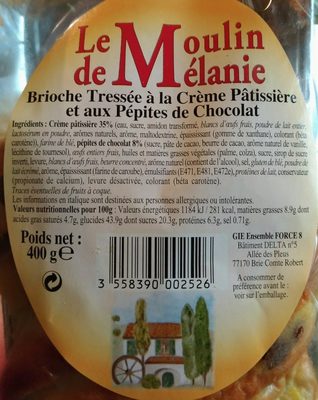 Le Moulin
de Mélanie
Brioche Tressée à la Crème Pâtissière
et aux Pépites de Chocolat
Ingrédients : Crème pâtissière 35% (eau, sucre, amidon transformé, blancs d'œuf frais, poudre de lait entier,
lactosérum en poudre, arômes naturels, arôme, maltodextrine, épaississant (gomme de xanthane), colorant (bêta
carotène), farine de blé, pépites de chocolat 8% (sucre, pâte de cacao, beurre de cacao, arôme naturel de vanille,
lécithine de tournesol), œufs entiers frais, huiles et matières grasses végétales (palme, colza), sucre, sirop de sucre
inverti, levure, blancs d'œufs frais, beurre concentré, arôme naturel (contient de l'alcool), sel, gluten de blé, poudre de
lait écrémé, arôme, épaississant (farine de caroube), émulsifiants (E471, E481, E472e), protéines de lait, conservateur
(propionate de calcium), levure désactivée, colorant (bêta carotène).
Traces éventuelles de fruits à coque.
Les informations en italique sont destinées aux personnes allergiques ou intolérantes.
Valeurs nutritionnelles pour 100g : Valeurs énergétiques 1184 kJ / 281 kcal, matières grasses 8.9g dont
acides gras saturés 4.7g, glucides 43.9g dont sucres 20.3g, protéines 6.3g, sel 0.71g.
Poids net :
400 g e
3 558390 002526
GIE Ensemble FORCE 8
Bâtiment DELTA n°5
Allée des Pleus
77170 Brie Comte Robert
A consommer de
préférence avant le :
voir sur l'emballage.